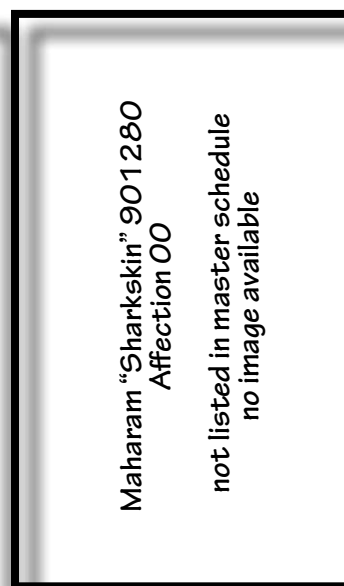 Maharam “Sharkskin” 901280
Affection 00
not listed in master schedule
no image available